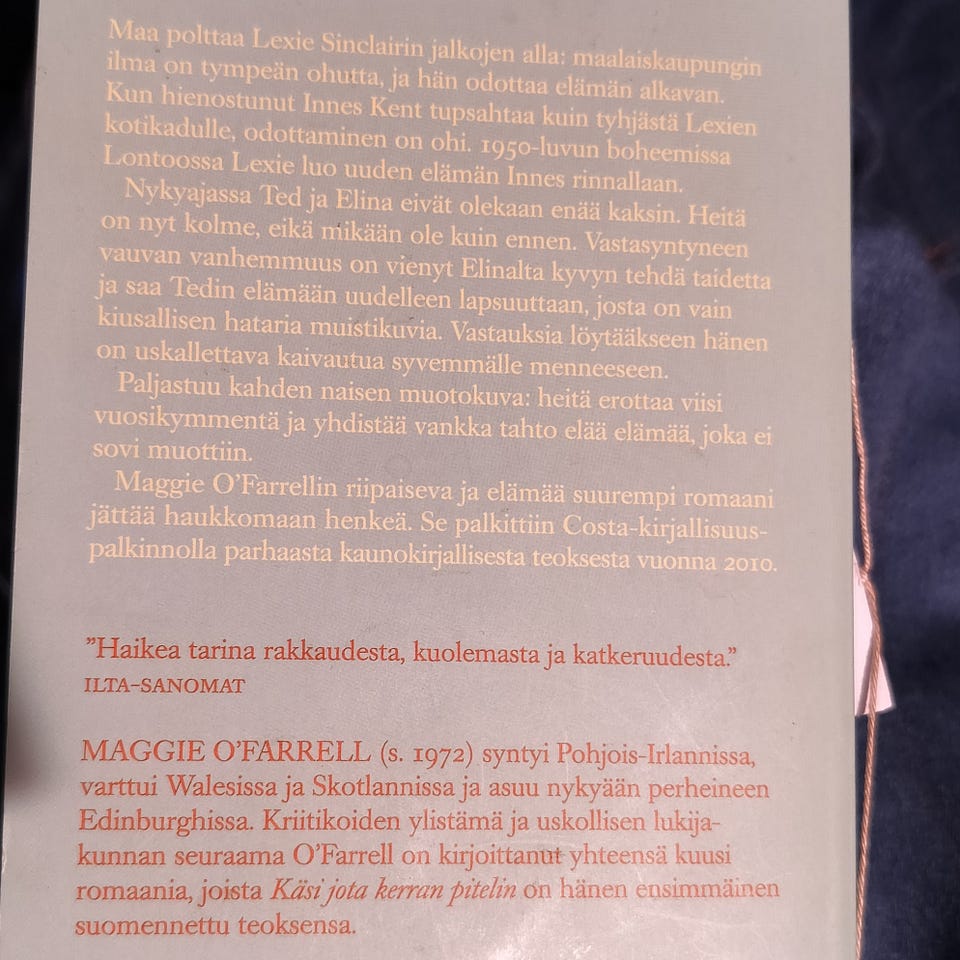 Maa polttaa Lexie Sinclairin jalkojen alla: maalaiskaupungin
ilma on tympeän ohutta, ja hän odottaa elämän alkavan.
Kun hienostunut Innes Kent tupsahtaa kuin tyhjästä Lexien
kotikadulle, odottaminen on ohi. 1950-luvun boheemissa
Lontoossa Lexie luo uuden elämän Innes rinnallaan.
Nykyajassa Ted ja Elina eivät olekaan enää kaksin. Heitä
on nyt kolme, eikä mikään ole kuin ennen. Vastasyntyneen
vauvan vanhemmuus on vienyt Elinalta kyvyn tehdä taidetta
ja saa Tedin elämään uudelleen lapsuuttaan, josta on vain
kiusallisen hataria muistikuvia. Vastauksia löytääkseen hänen
on uskallettava kaivautua syvemmälle menneeseen.
Paljastuu kahden naisen muotokuva: heitä erottaa viisi
vuosikymmentä ja yhdistää vankka tahto elää elämää, joka ei
sovi muottiin.
Maggie O'Farrellin riipaiseva ja elämää suurempi romaani
jättää haukkomaan henkeä. Se palkittiin Costa-kirjallisuus-
palkinnolla parhaasta kaunokirjallisesta teoksesta vuonna 2010.
”Haikea tarina rakkaudesta, kuolemasta ja katkeruudesta.”
ILTA-SANOMAT
MAGGIE O'FARRELL (s. 1972) syntyi Pohjois-Irlannissa,
varttui Walesissa ja Skotlannissa ja asuu nykyään perheineen
Edinburghissa. Kriitikoiden ylistämä ja uskollisen lukija-
kunnan seuraama O'Farrell on kirjoittanut yhteensä kuusi
romaania, joista Käsi jota kerran pitelin on hänen ensimmäinen
suomennettu teoksensa.